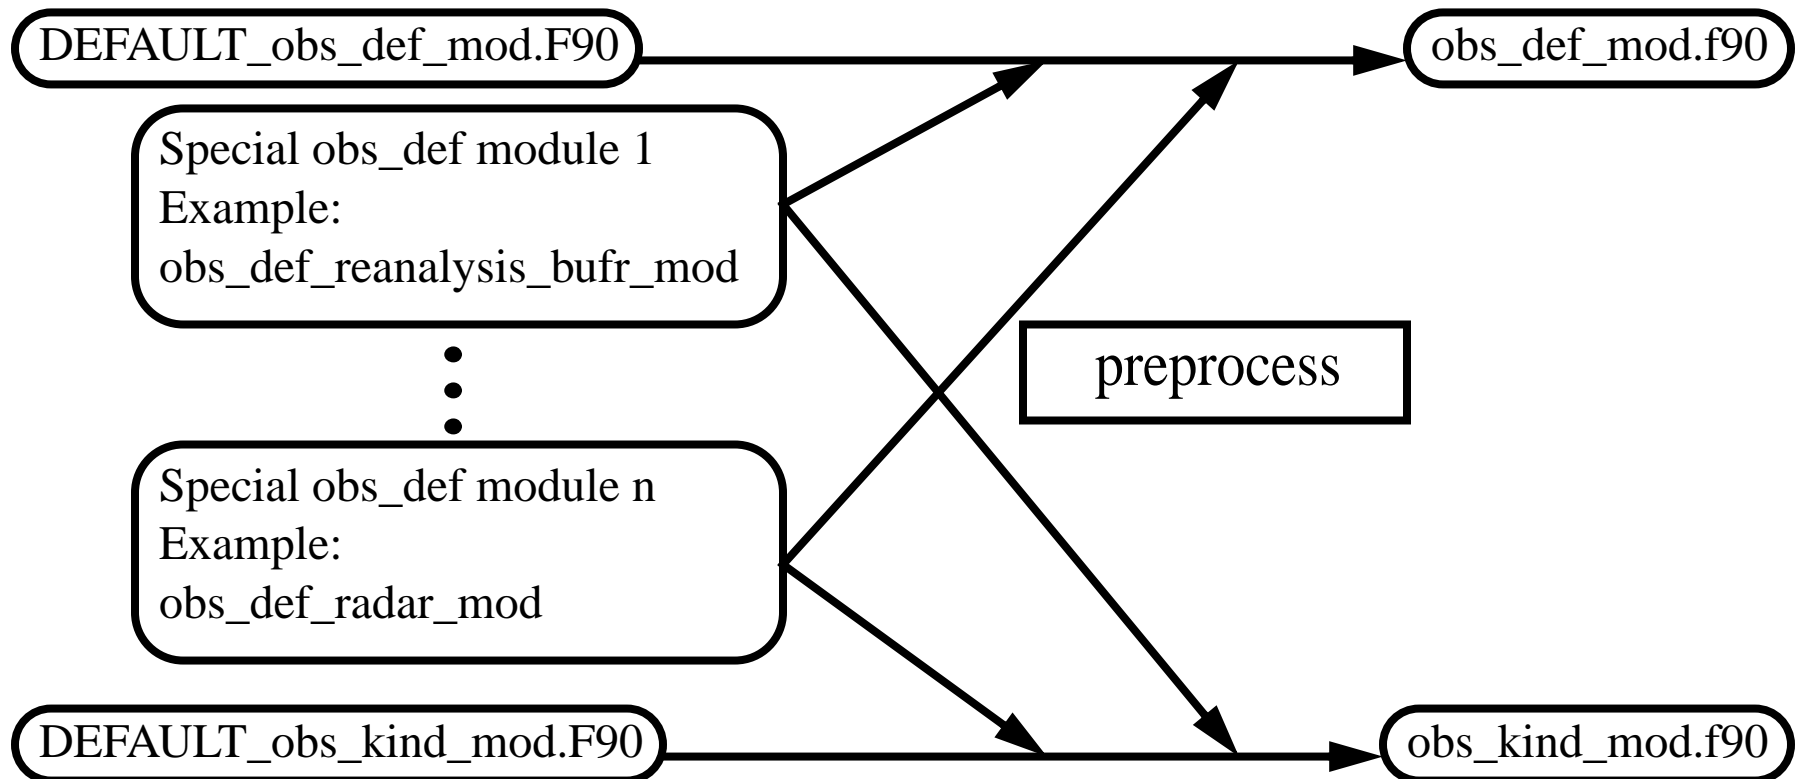 DEFAULT_obs_def_mod.F90
obs_def_mod.f90
Special obs_def module 1
Example:
obs_def_reanalysis_bufr_mod
preprocess
Special obs_def module n
Example:
obs_def_radar_mod
DEFAULT_obs_kind_mod.F90
obs_kind_mod.f90